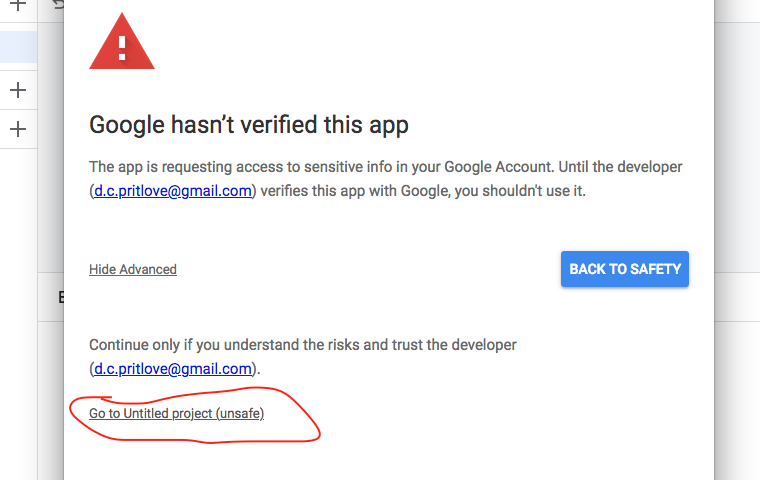 Google hasn’t verified this app
The app is requesting access to sensitive info in your Google Account. Until the developer
(d.c.pritlove@gmail.com) verifies this app with Google, you shouldn't use it.
Hide Advanced
BACK TO SAFETY
Continue only if you understand the risks and trust the developer
(d.c.pritlove@gmail.com).
Go to Untitled project (unsafe)